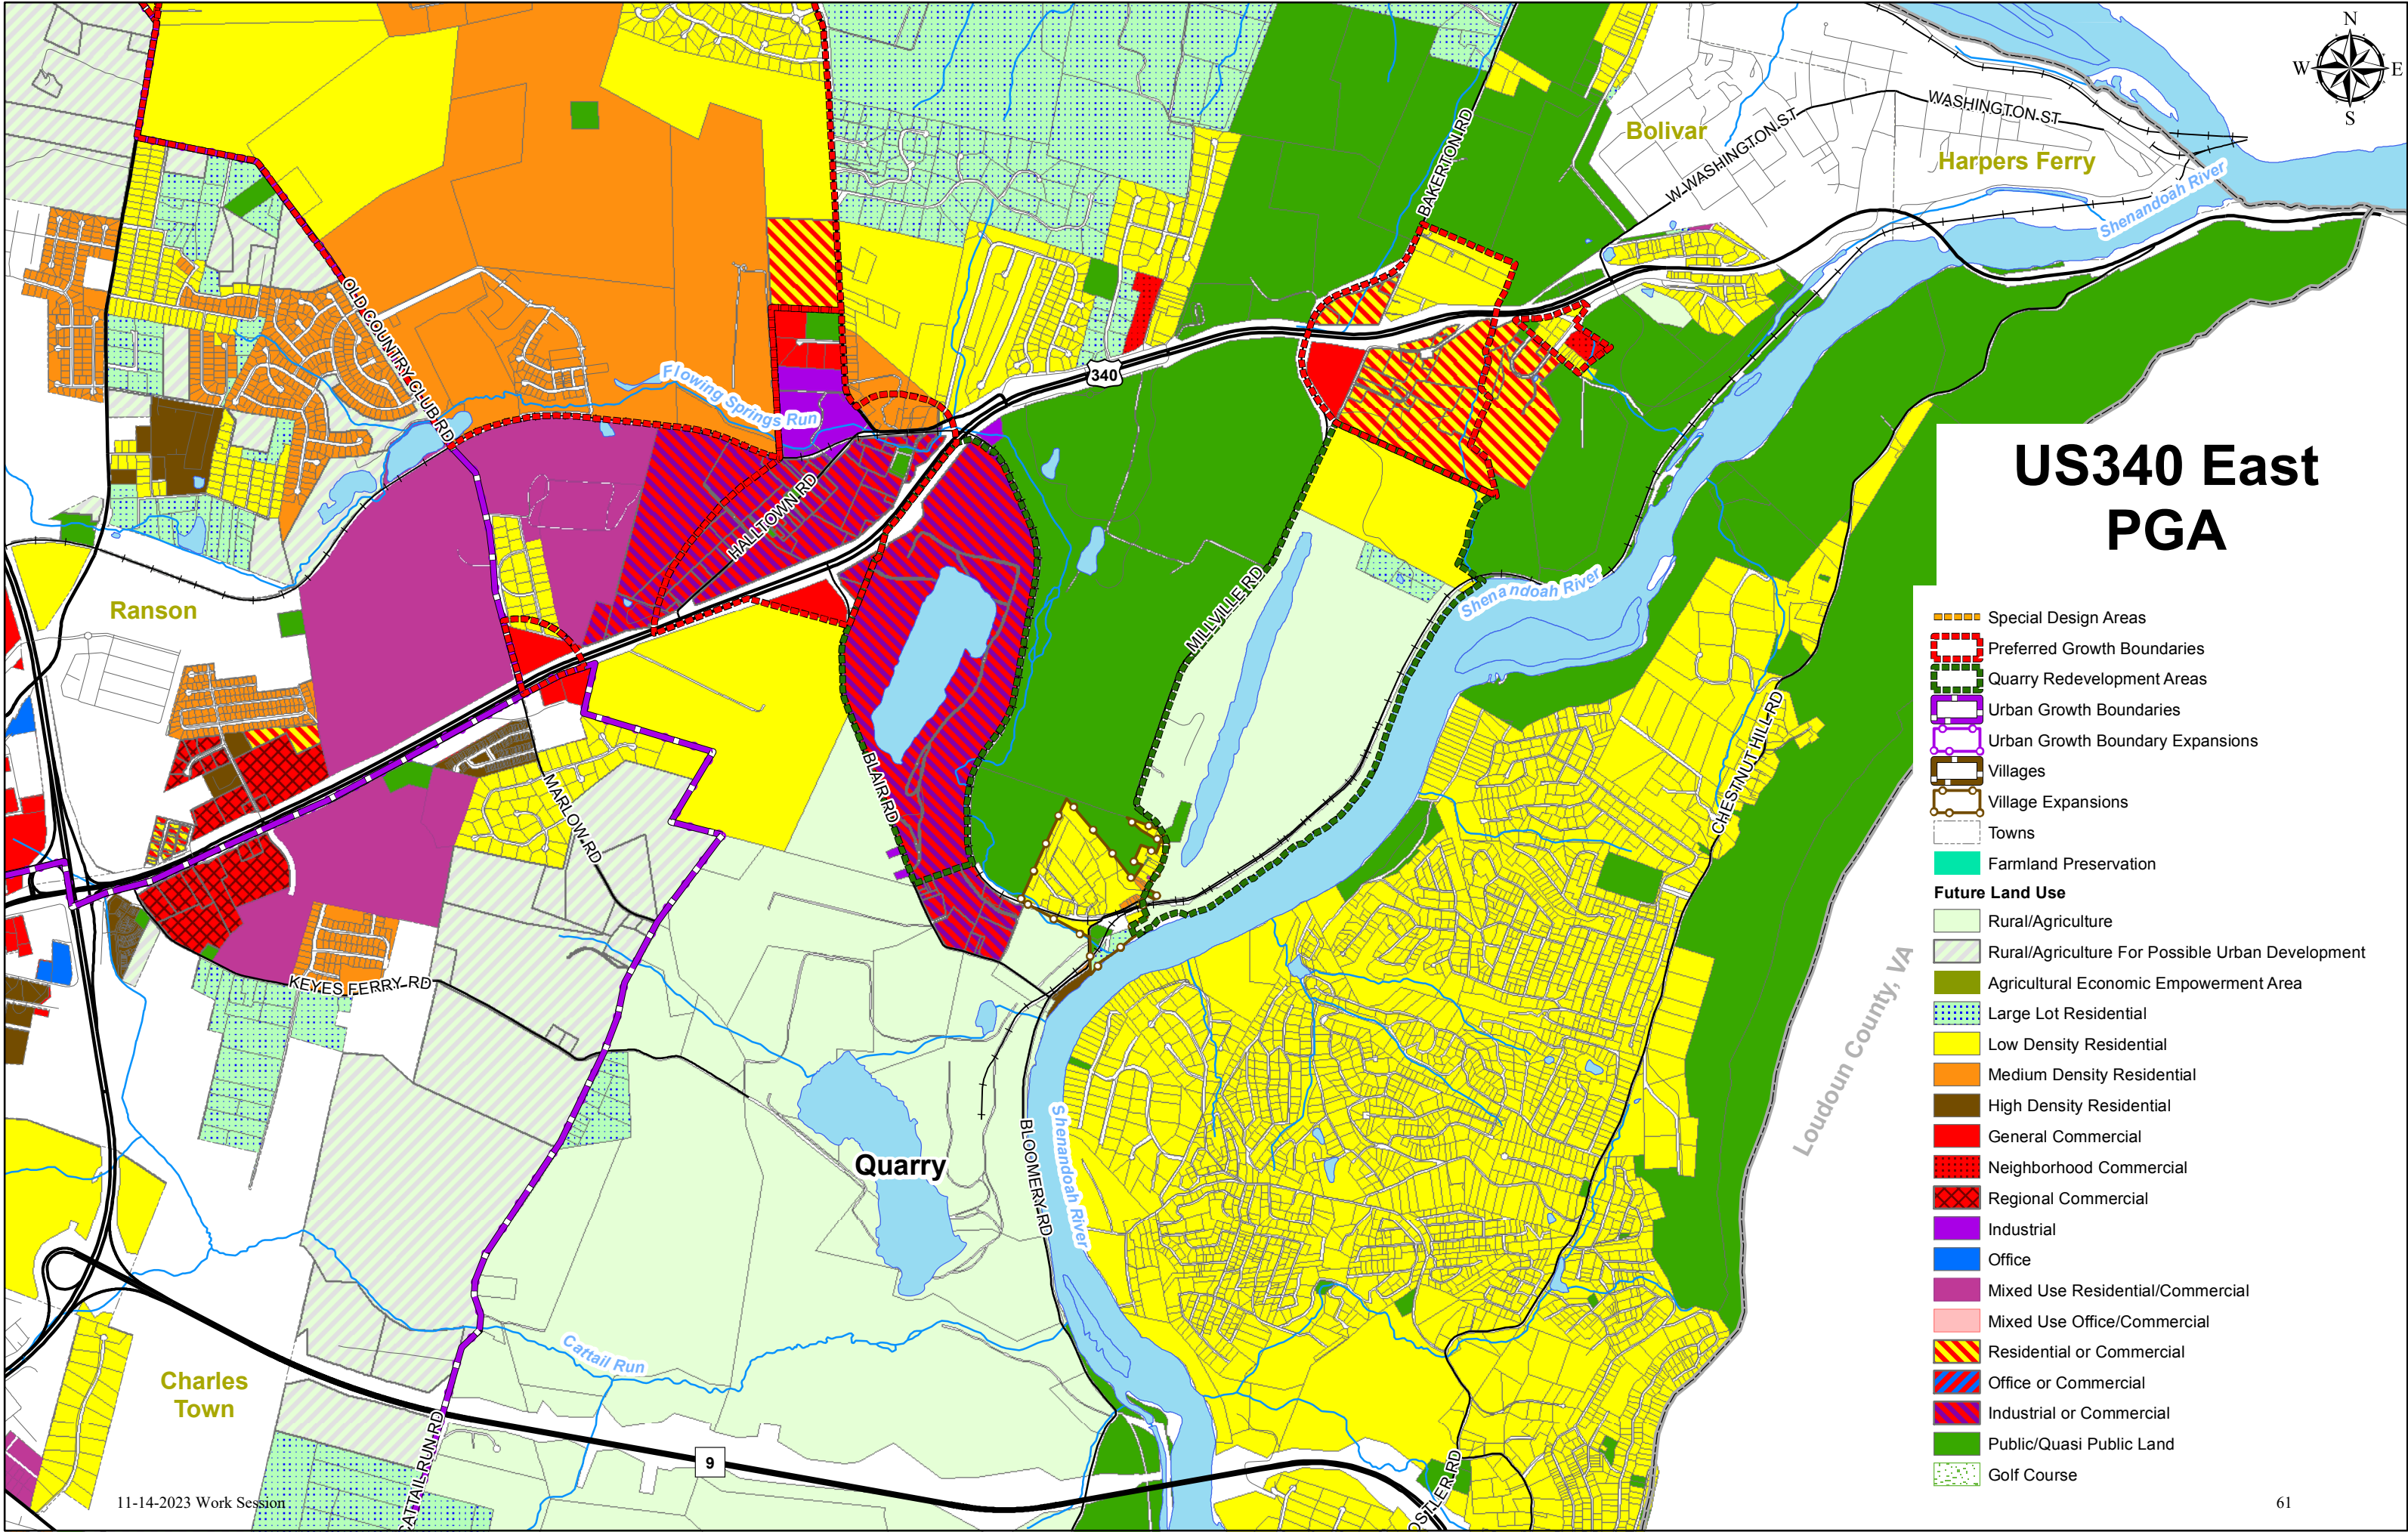 N
W E
S
WASHINGTON ST
Bolivar
W WASHINGTON ST
Harpers Ferry
BAKERTON RD
Shenandoah River
OLD COUNTRY CLUB RD
340
Flowing Springs Run
US340 East
PGA
HALLTOWN RD
Shenandoah River
Ranson
MILLVILLE RD
BLAIR RD
MARLOW RD
CHESTNUT HILL RD
KEYES FERRY RD
Loudoun County, VA
Quarry
BLOOMERY RD
Shenandoah River
Cattail Run
Charles
Town
CATTAIL RUN RD
9
Special Design Areas
Preferred Growth Boundaries
Quarry Redevelopment Areas
Urban Growth Boundaries
Urban Growth Boundary Expansions
Villages
Village Expansions
Towns
Farmland Preservation
Future Land Use
Rural/Agriculture
Rural/Agriculture For Possible Urban Development
Agricultural Economic Empowerment Area
Large Lot Residential
Low Density Residential
Medium Density Residential
High Density Residential
General Commercial
Neighborhood Commercial
Regional Commercial
Industrial
Office
Mixed Use Residential/Commercial
Mixed Use Office/Commercial
Residential or Commercial
Office or Commercial
Industrial or Commercial
Public/Quasi Public Land
Golf Course
11-14-2023 Work Session
61